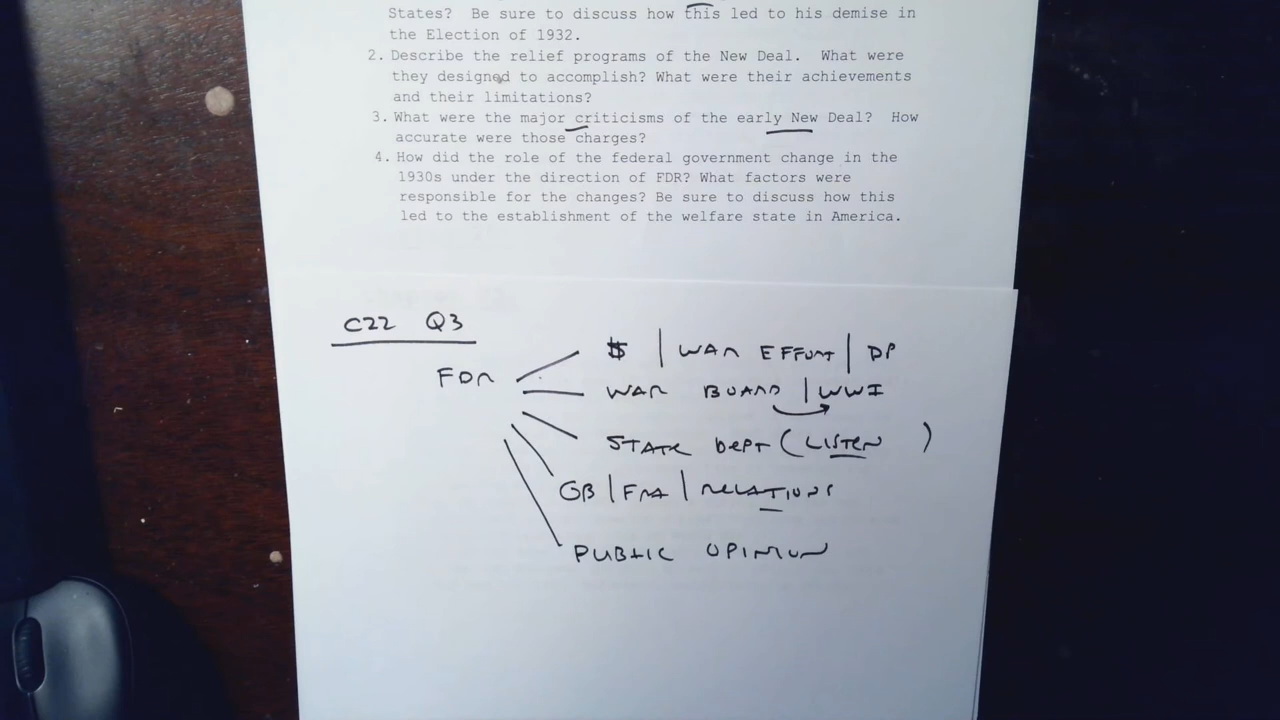 States? Be sure to discuss how this led to his demise in
the Election of 1932.
2. Describe the relief programs of the New Deal. What were
they designed to accomplish? What were their achievements
and their limitations?
3. What were the major criticisms of the early New Deal? How
accurate were those charges?
4. How did the role of the federal government change in the
1930s under the direction of FDR? What factors were
responsible for the changes? Be sure to discuss how this
led to the establishment of the welfare state in America.
C22 Q3
FDR
$ | WAR EFFORT | DP
WAR BOARD | WWI
STATE DEPT (LISTEN )
GB | FRA | RELATIONS
PUBLIC OPINION